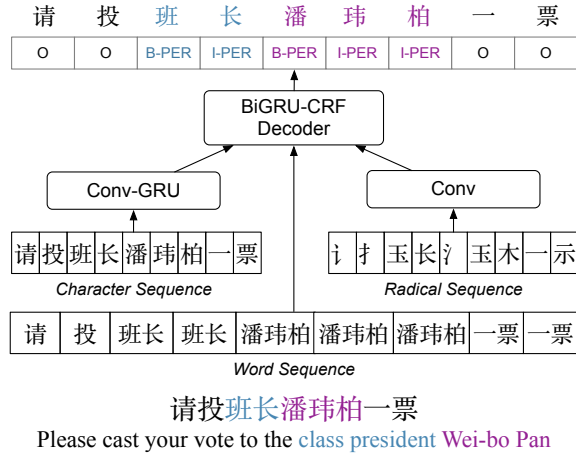 请 投 班 长 潘 玮 柏 一 票
O O B-PER I-PER B-PER I-PER I-PER O O
BiGRU-CRF
Decoder
Conv-GRU
Conv
请 投 班 长 潘 玮 柏 一 票
讠 扌 玉 长 氵 玉 木 一 示
Character Sequence
Radical Sequence
请 投 班长 班长 潘玮柏 潘玮柏 潘玮柏 一票 一票
Word Sequence
请投班长潘玮柏一票
Please cast your vote to the class president Wei-bo Pan